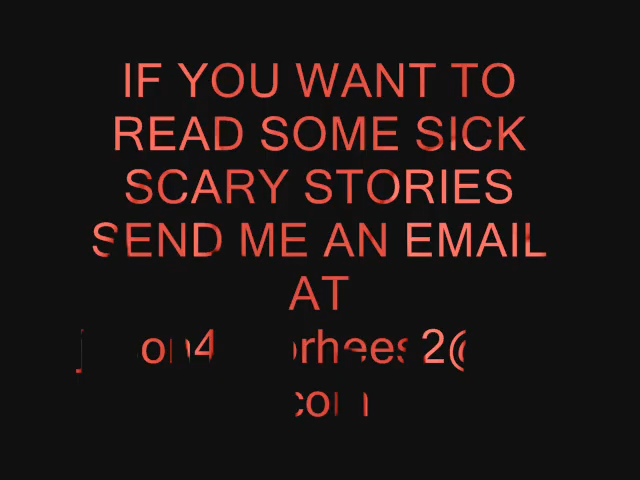 IF YOU WANT TO
READ SOME SICK
SCARY STORIES
SEND ME AN EMAIL
AT